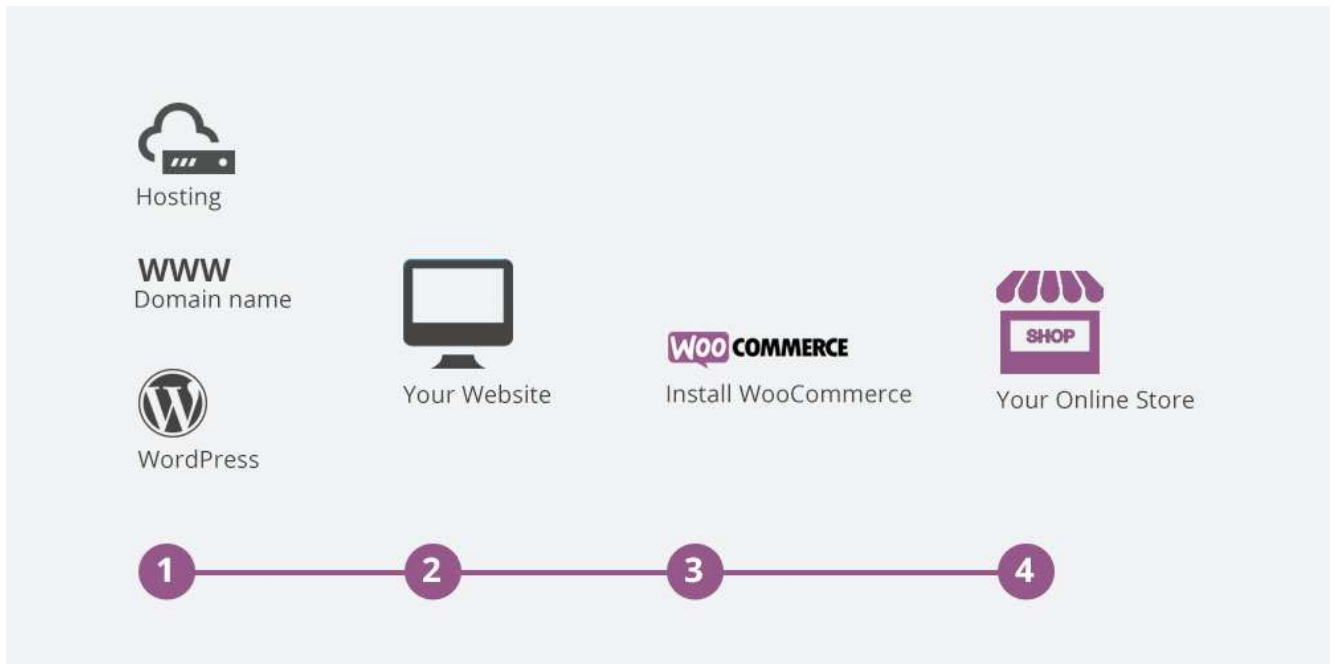 Hosting
WWW
Domain name
WordPress
Your Website
WOO COMMERCE
Install WooCommerce
SHOP
Your Online Store
1
2
3
4